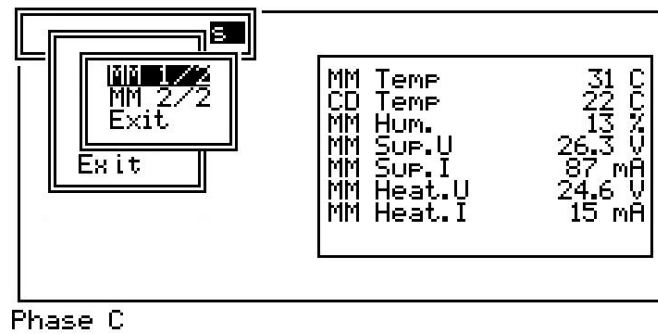 s
MM 1/2
MM 2/2
Exit
Exit
MM Temp 31 C
CD Temp 22 C
MM Hum. 13 %
MM Sup.U 26.3 V
MM Sup.I 87 mA
MM Heat.U 24.6 V
MM Heat.I 15 mA
Phase C